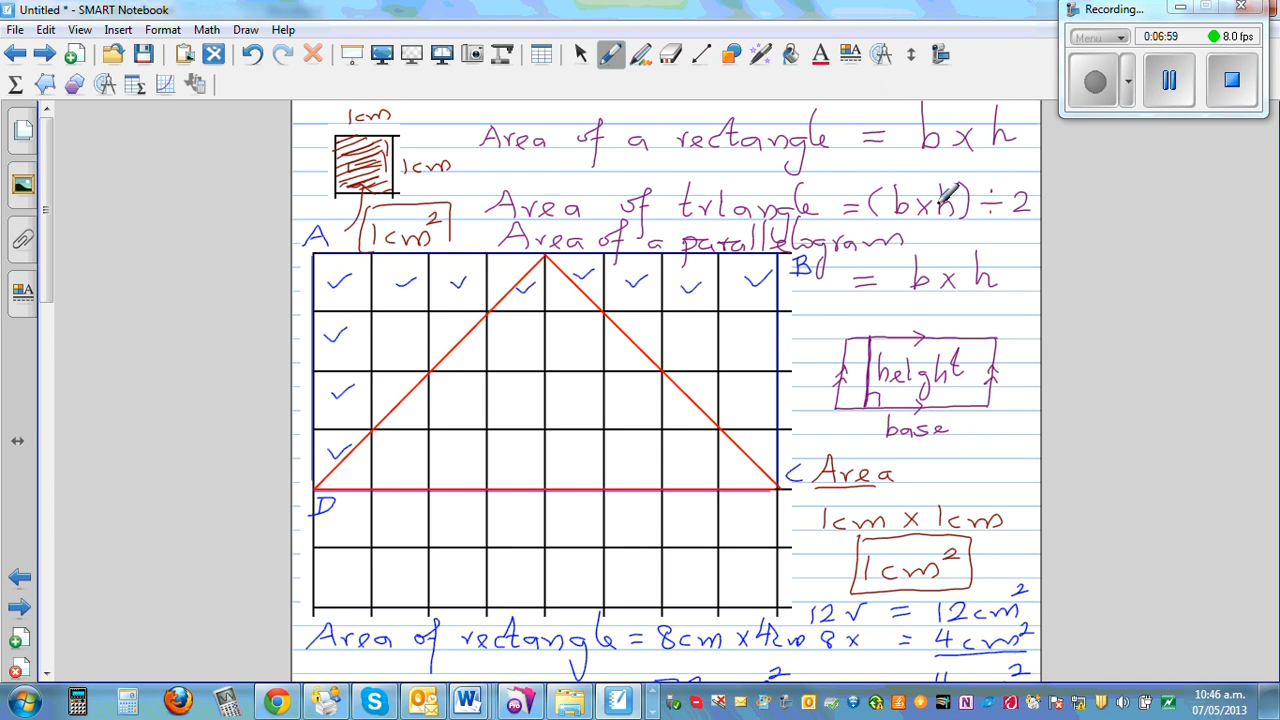 Untitled * - SMART Notebook
Recording...
File Edit View Insert Format Math Draw Help
Menu
0:06:59
8.0 fps
1cm
1cm
1cm²
Area of a rectangle = b x h
Area of trIangle = (b x h) ÷ 2
Area of a parallelogram
= b x h
A
B
C
D
heIght
base
Area
1cm x 1cm
1cm²
12 √ = 12cm²
8 x = 4cm²
Area of rectangle = 8cm x 4cm
10:46 a.m.
07/05/2013